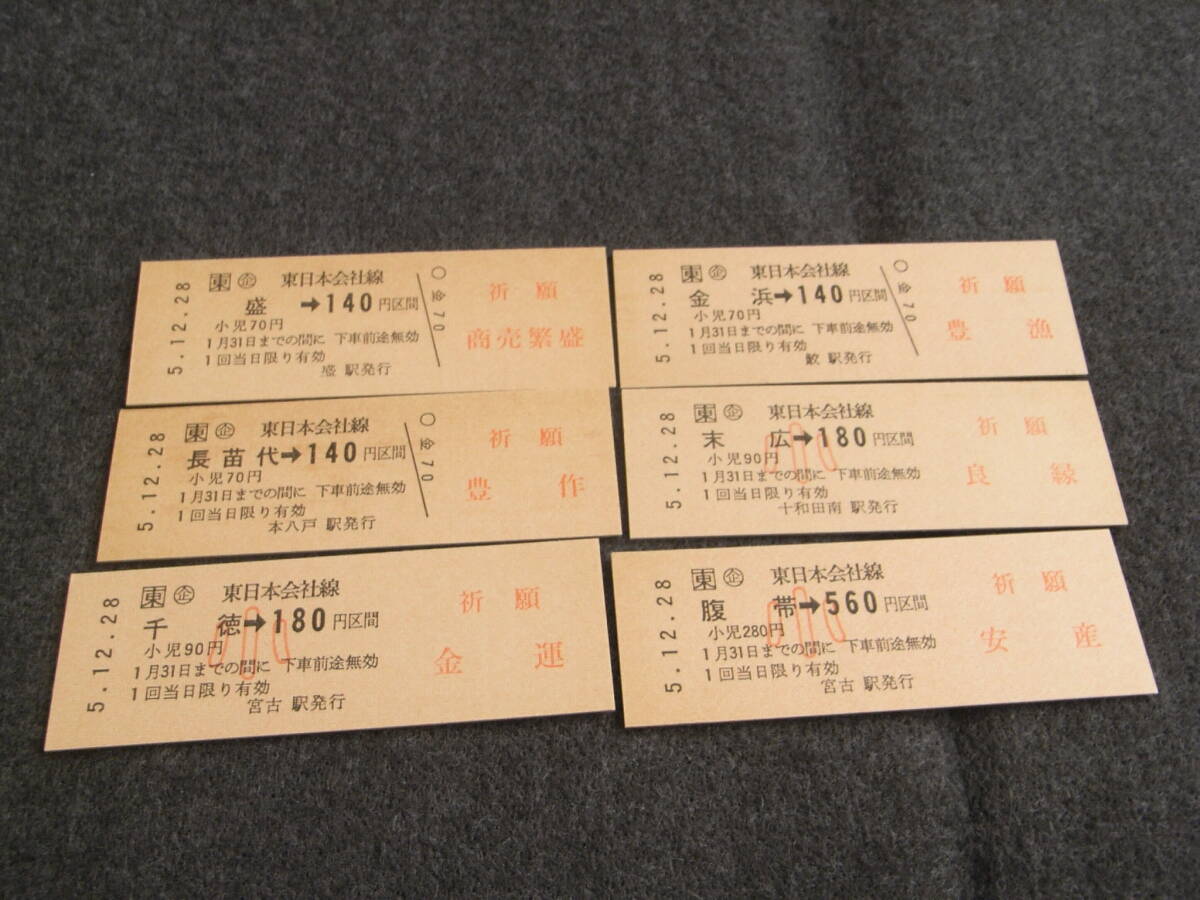 5.12.28
東 企 東日本会社線
盛 ➞140円区間
小児70円
1月31日までの間に 下車前途無効
1回当日限り有効
盛 駅発行
〇金70
祈願
商売繁盛
5.12.28
東 企 東日本会社線
金浜➞140円区間
小児70円
1月31日までの間に 下車前途無効
1回当日限り有効
鮫 駅発行
〇金70
祈願
豊漁
5.12.28
東 企 東日本会社線
長苗代➞140円区間
小児70円
1月31日までの間に 下車前途無効
1回当日限り有効
本八戸 駅発行
〇金70
祈願
豊作
5.12.28
東 企 東日本会社線
末広➞180円区間
小児90円
1月31日までの間に 下車前途無効
1回当日限り有効
十和田南 駅発行
小
祈願
良縁
5.12.28
東 企 東日本会社線
千徳➞180円区間
小児90円
1月31日までの間に 下車前途無効
1回当日限り有効
宮古 駅発行
小
祈願
金運
5.12.28
東 企 東日本会社線
腹帯➞560円区間
小児280円
1月31日までの間に 下車前途無効
1回当日限り有効
宮古 駅発行
小
祈願
安産